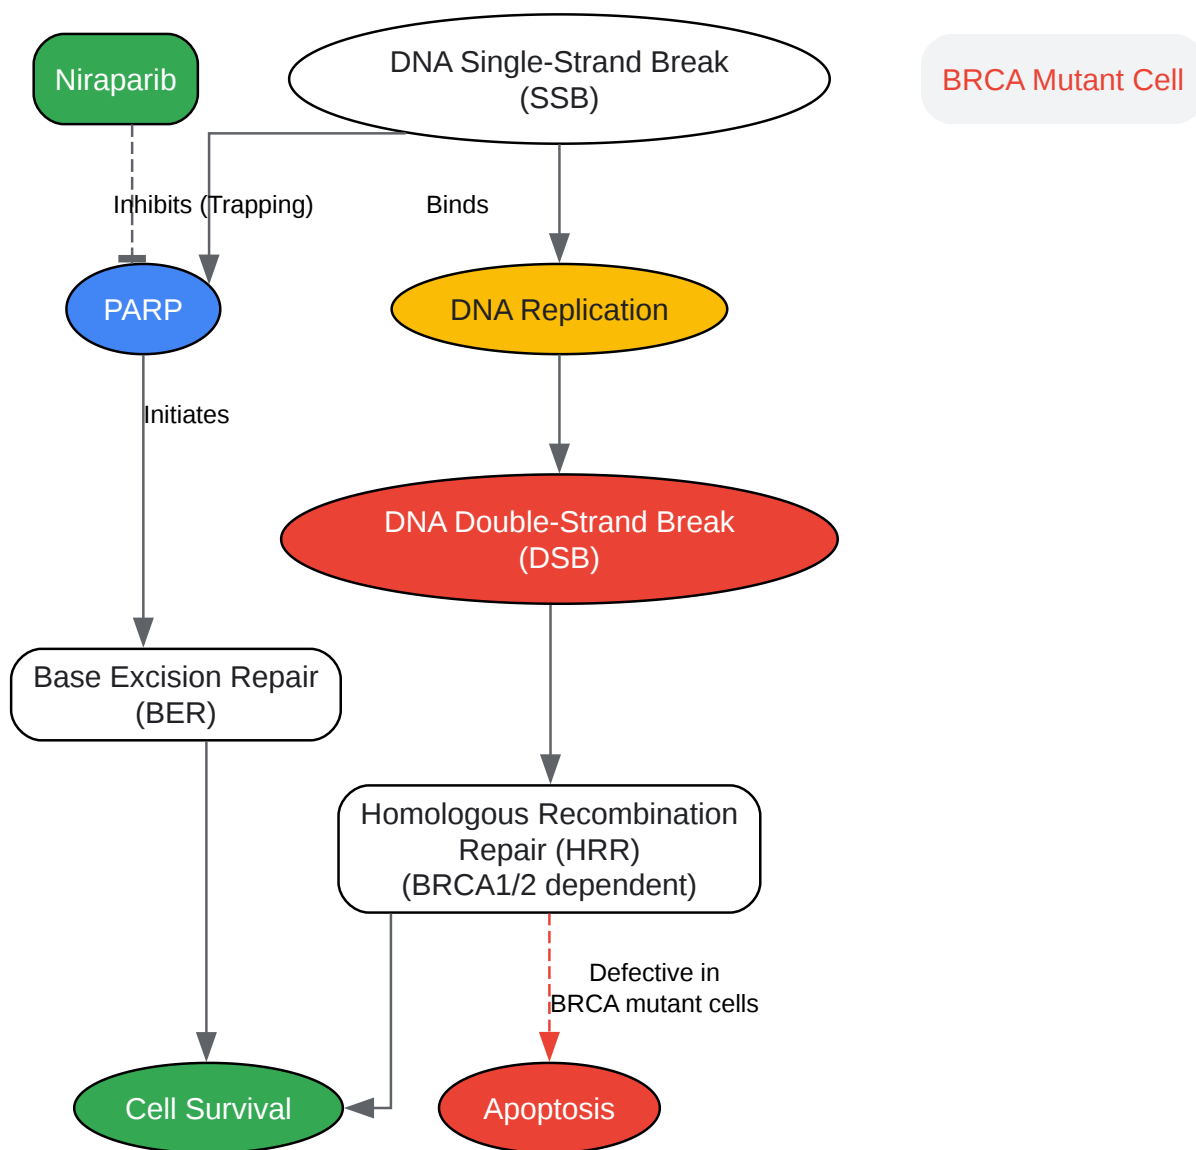 Niraparib
DNA Single-Strand Break
(SSB)
BRCA Mutant Cell
Inhibits (Trapping)
Binds
PARP
DNA Replication
Initiates
DNA Double-Strand Break
(DSB)
Base Excision Repair
(BER)
Homologous Recombination
Repair (HRR)
(BRCA1/2 dependent)
Defective in
BRCA mutant cells
Cell Survival
Apoptosis